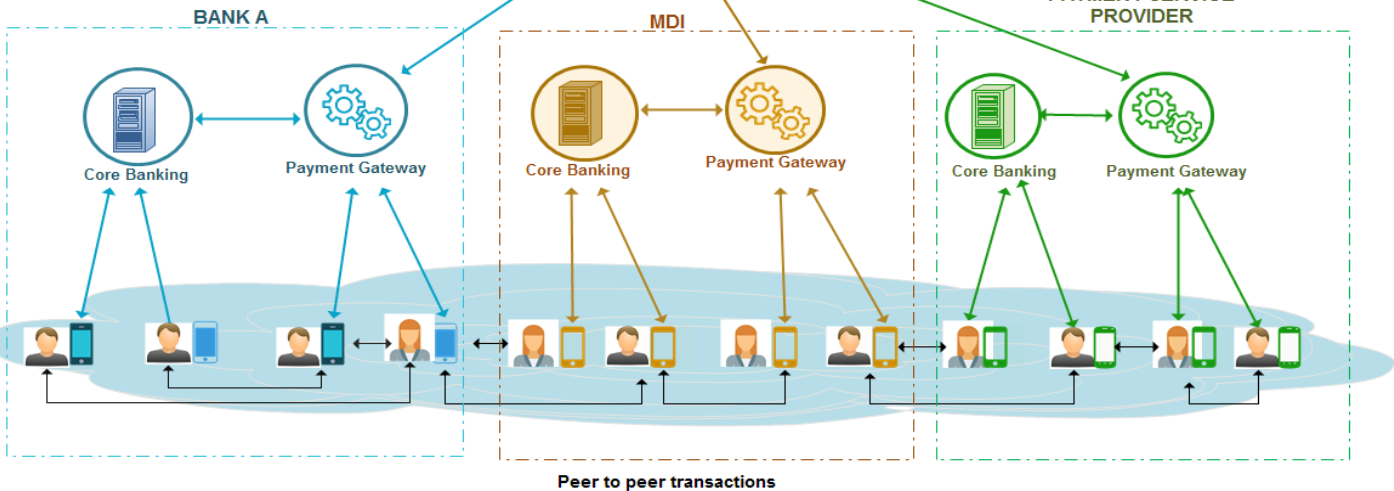 BANK A
MDI
PROVIDER
Core Banking
Payment Gateway
Core Banking
Payment Gateway
Core Banking
Payment Gateway
Peer to peer transactions